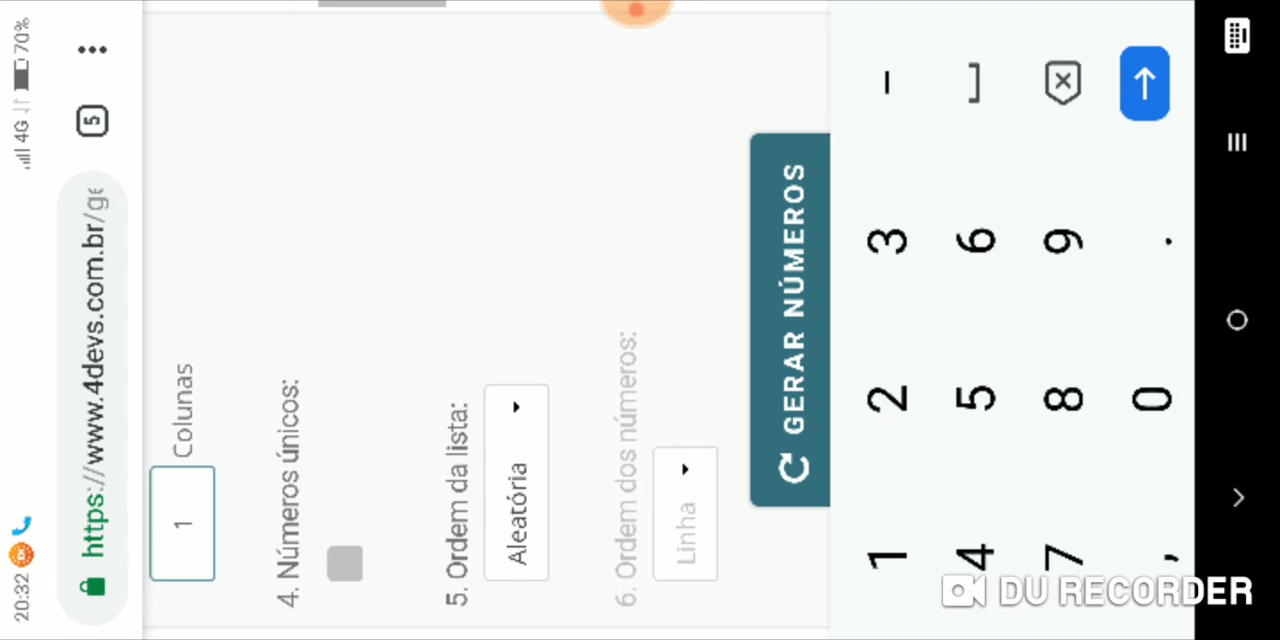 20:32 4G 70%
https://www.4devs.com.br/ge 5
1 Colunas
4. Números únicos:
5. Ordem da lista:
Aleatória
6. Ordem dos números:
Linha
GERAR NÚMEROS
1 2 3 –
4 5 6
7 8 9
, 0 .
DU RECORDER